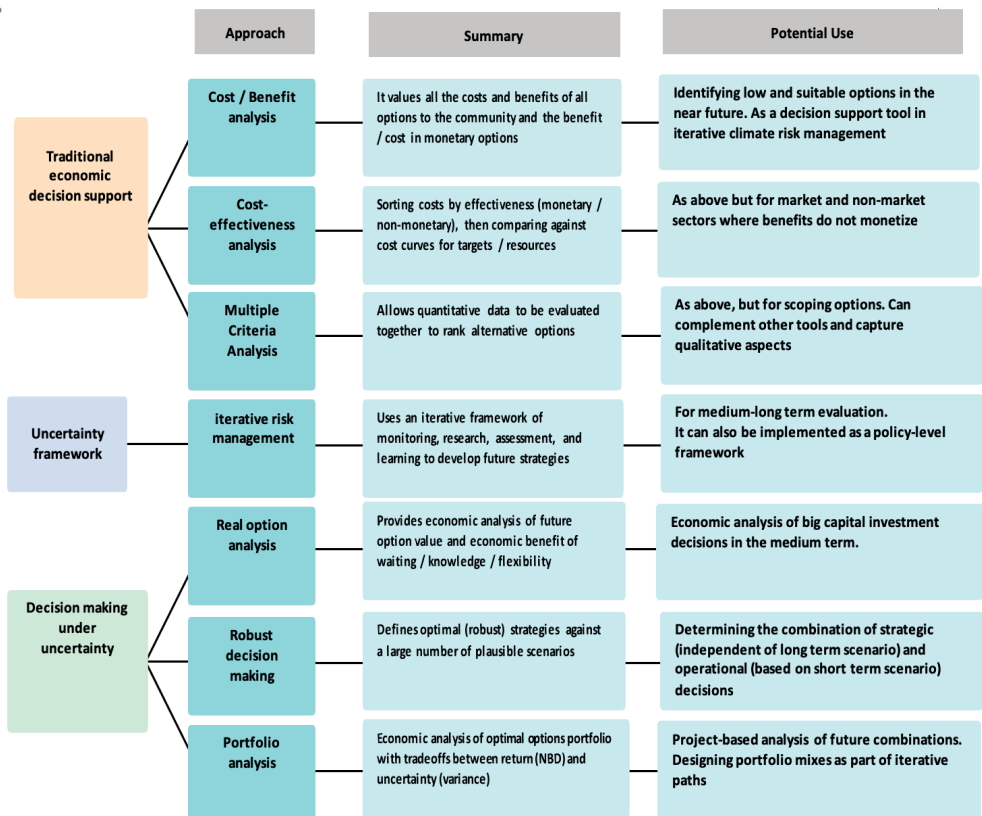 Approach
Summary
Potential Use
Traditional
economic
decision support
Cost / Benefit
analysis
It values all the costs and benefits of all
options to the community and the benefit
/ cost in monetary options
Identifying low and suitable options in the
near future. As a decision support tool in
iterative climate risk management
Cost-
effectiveness
analysis
Sorting costs by effectiveness (monetary /
non-monetary), then comparing against
cost curves for targets / resources
As above but for market and non-market
sectors where benefits do not monetize
Multiple
Criteria
Analysis
Allows quantitative data to be evaluated
together to rank alternative options
As above, but for scoping options. Can
complement other tools and capture
qualitative aspects
Uncertainty
framework
iterative risk
management
Uses an iterative framework of
monitoring, research, assessment, and
learning to develop future strategies
For medium-long term evaluation.
It can also be implemented as a policy-level
framework
Decision making
under
uncertainty
Real option
analysis
Provides economic analysis of future
option value and economic benefit of
waiting / knowledge / flexibility
Economic analysis of big capital investment
decisions in the medium term.
Robust
decision
making
Defines optimal (robust) strategies against
a large number of plausible scenarios
Determining the combination of strategic
(independent of long term scenario) and
operational (based on short term scenario)
decisions
Portfolio
analysis
Economic analysis of optimal options portfolio
with tradeoffs between return (NBD) and
uncertainty (variance)
Project-based analysis of future combinations.
Designing portfolio mixes as part of iterative
paths